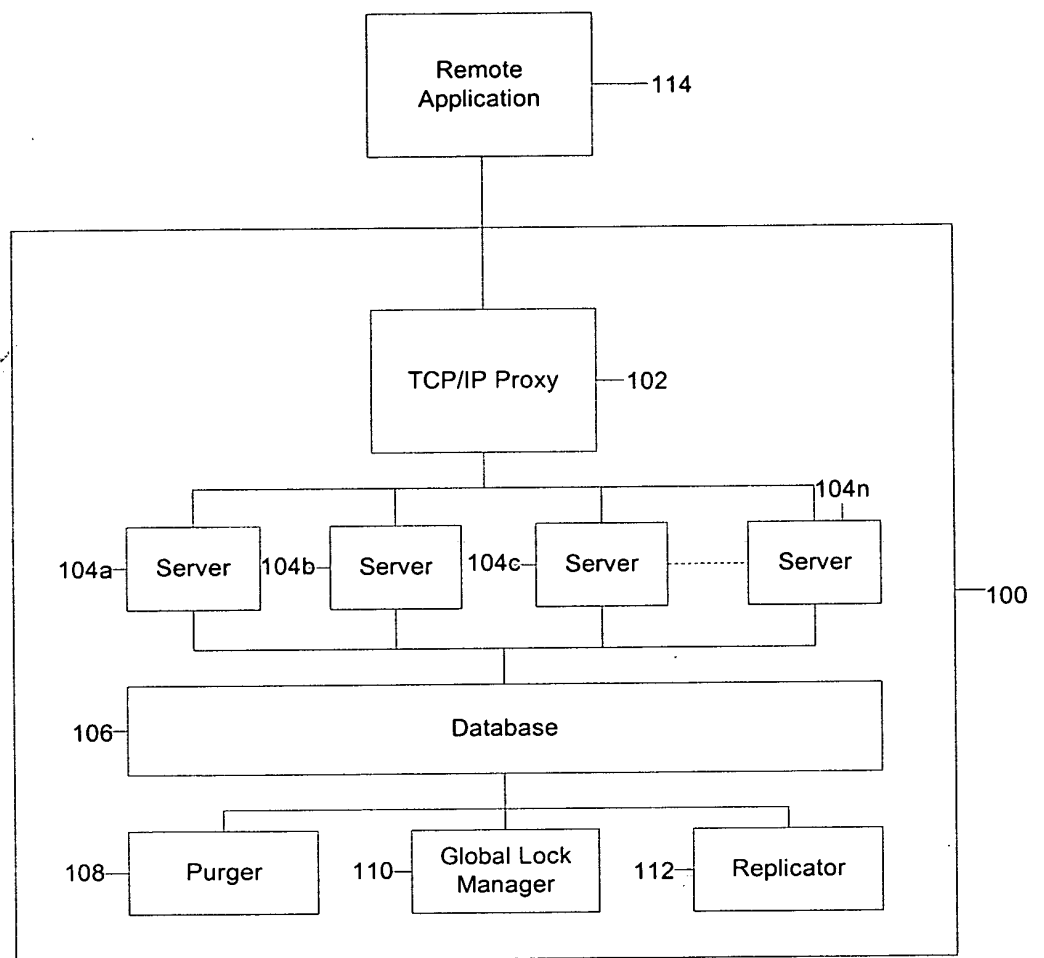 Remote
Application
114
TCP/IP Proxy
102
104n
104a
Server
104b
Server
104c
Server
Server
100
106
Database
108
Purger
110
Global Lock
Manager
112
Replicator